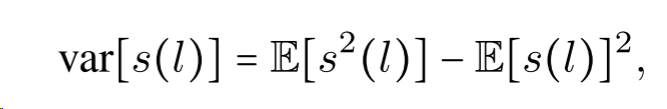 var[s(l)] = 𝔼[s²(l)] − 𝔼[s(l)]²,